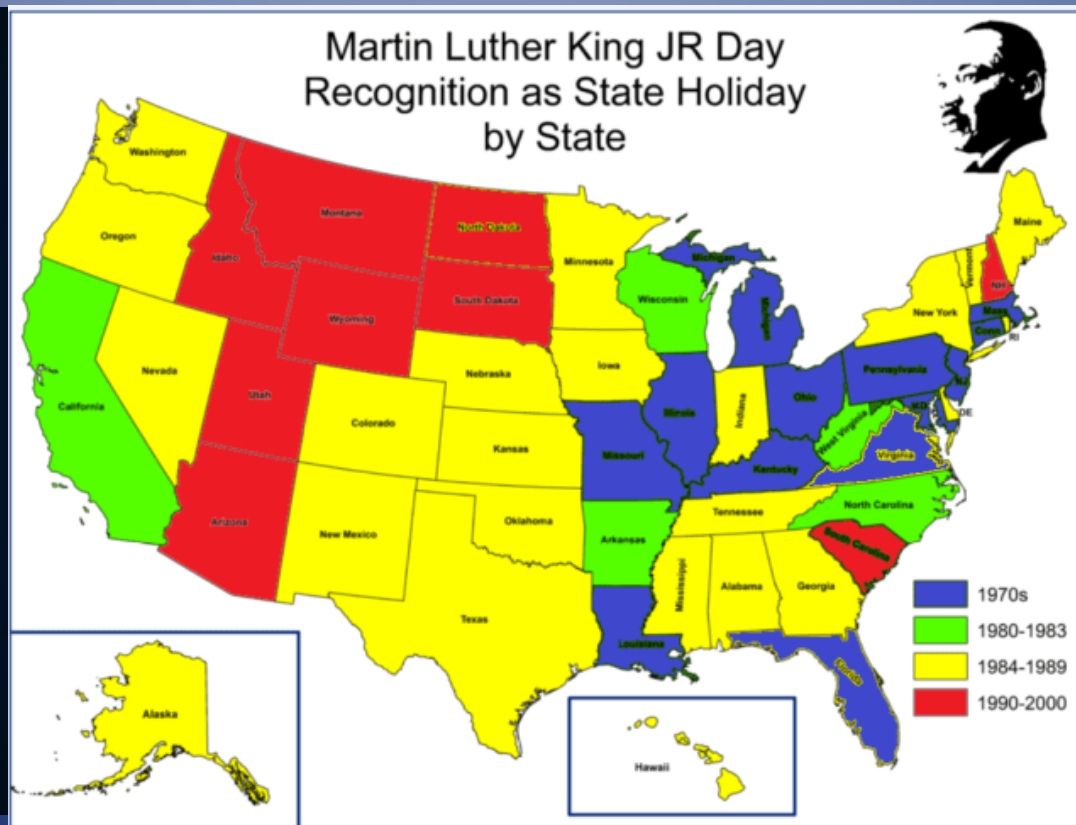 Martin Luther King JR Day
Recognition as State Holiday
by State
Washington
Oregon
California
Nevada
Idaho
Montana
Wyoming
Utah
Arizona
Colorado
New Mexico
North Dakota
South Dakota
Nebraska
Kansas
Oklahoma
Texas
Minnesota
Iowa
Missouri
Arkansas
Louisiana
Wisconsin
Michigan
Michigan
Illinois
Indiana
Ohio
Kentucky
Tennessee
Mississippi
Alabama
Georgia
Florida
South Carolina
North Carolina
Virginia
West Virginia
Pennsylvania
New York
Vermont
NH
Maine
Mass
Conn
RI
NJ
MD
DE
Alaska
Hawaii
1970s
1980-1983
1984-1989
1990-2000